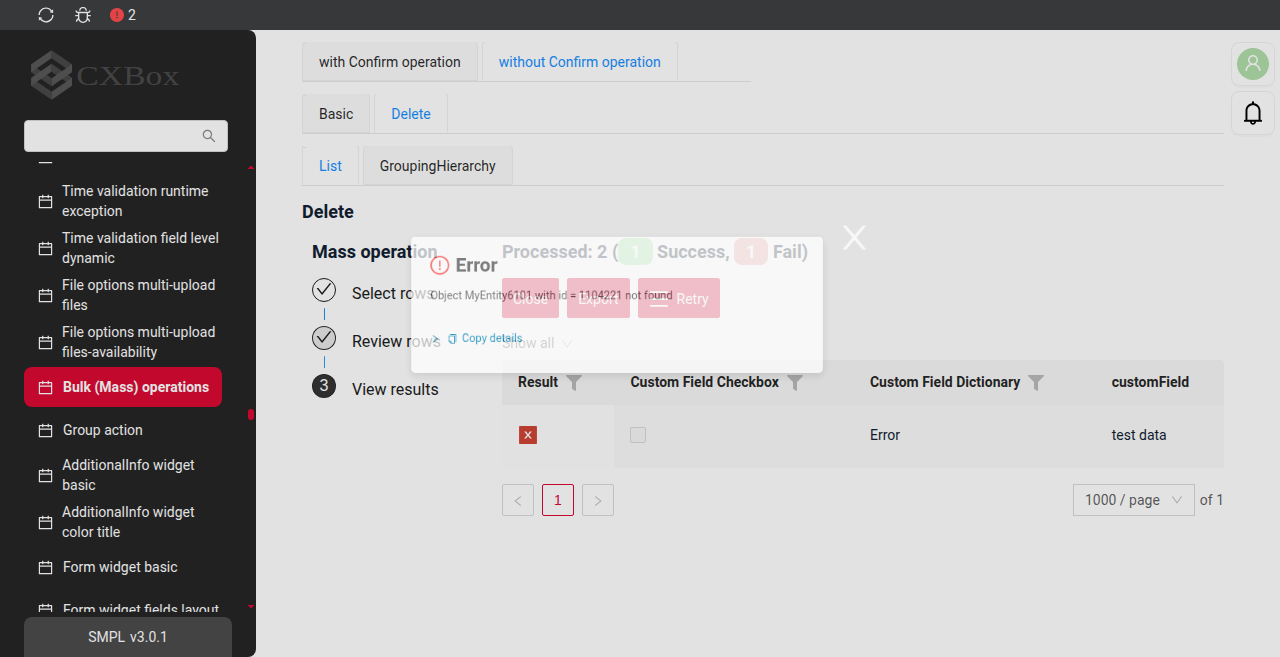 2
CXBox
Time validation runtime
exception
Time validation field level
dynamic
File options multi-upload
files
File options multi-upload
files-availability
Bulk (Mass) operations
Group action
AdditionalInfo widget
basic
AdditionalInfo widget
color title
Form widget basic
Form widget fields layout
SMPL v3.0.1
with Confirm operation
without Confirm operation
Basic
Delete
List
GroupingHierarchy
Delete
Mass operation
Select rows
Review rows
3 View results
Processed: 2 ( 1 Success, 1 Fail)
Close
Export
Retry
Show all
Error
Object MyEntity6101 with id = 1104221 not found
> Copy details
Result
Custom Field Checkbox
Custom Field Dictionary
customField
Error
test data
< 1 >
1000 / page
of 1